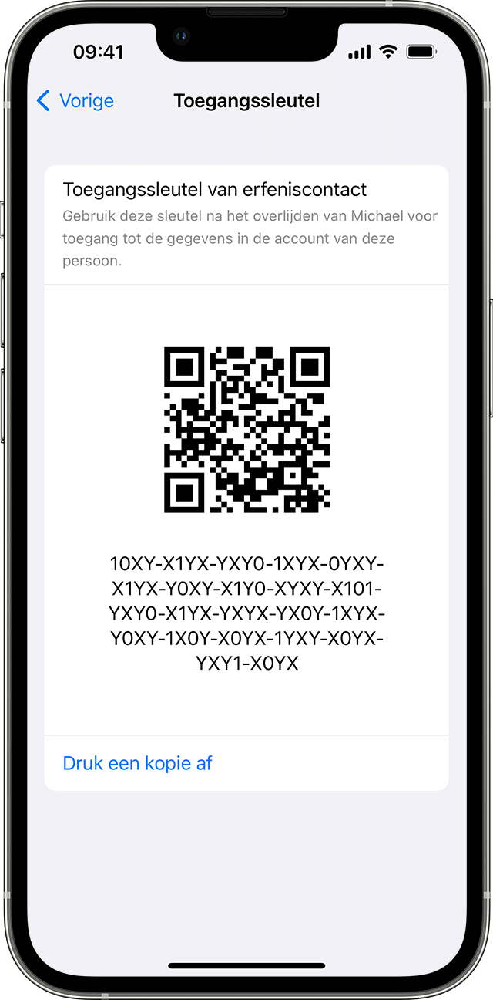 09:41
Vorige
Toegangssleutel
Toegangssleutel van erfeniscontact
Gebruik deze sleutel na het overlijden van Michael voor
toegang tot de gegevens in de account van deze
persoon.
10XY-X1YX-YXY0-1XYX-0YXY-
X1YX-Y0XY-X1Y0-XYXY-X101-
YXY0-X1YX-YXYX-YX0Y-1XYX-
Y0XY-1X0Y-X0YX-1YXY-X0YX-
YXY1-X0YX
Druk een kopie af